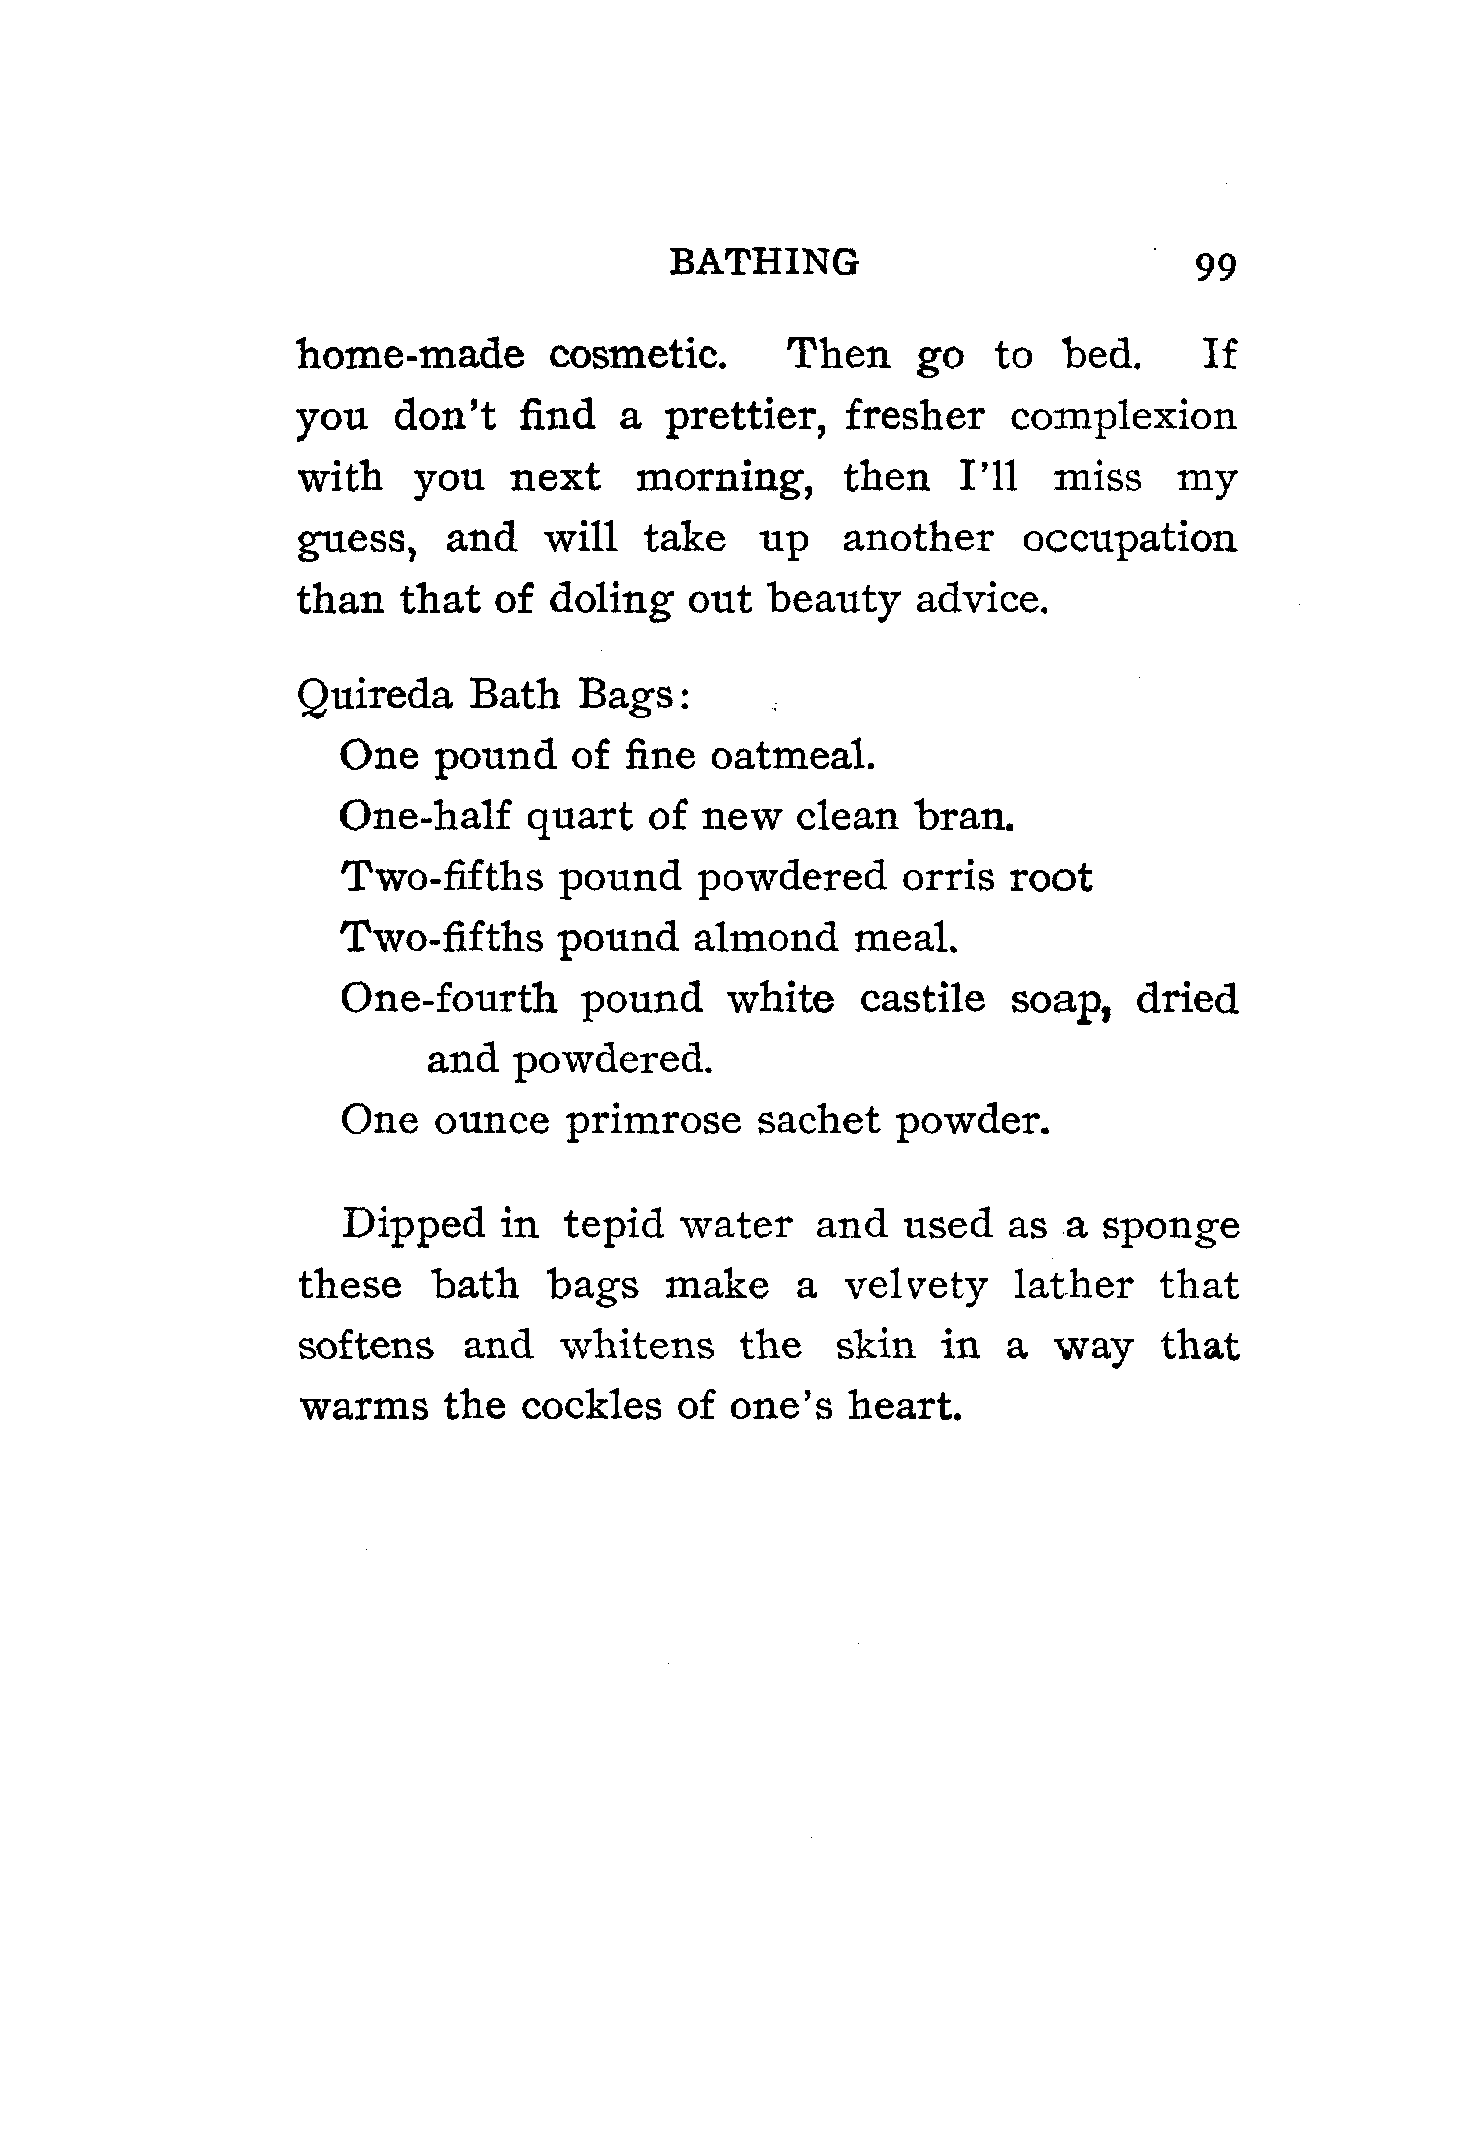 BATHING 99
home-made cosmetic. Then go to bed. If
you don't find a prettier, fresher complexion
with you next morning, then I'll miss my
guess, and will take up another occupation
than that of doling out beauty advice.
Quireda Bath Bags:
One pound of fine oatmeal.
One-half quart of new clean bran.
Two-fifths pound powdered orris root
Two-fifths pound almond meal.
One-fourth pound white castile soap, dried
and powdered.
One ounce primrose sachet powder.
Dipped in tepid water and used as a sponge
these bath bags make a velvety lather that
softens and whitens the skin in a way that
warms the cockles of one's heart.